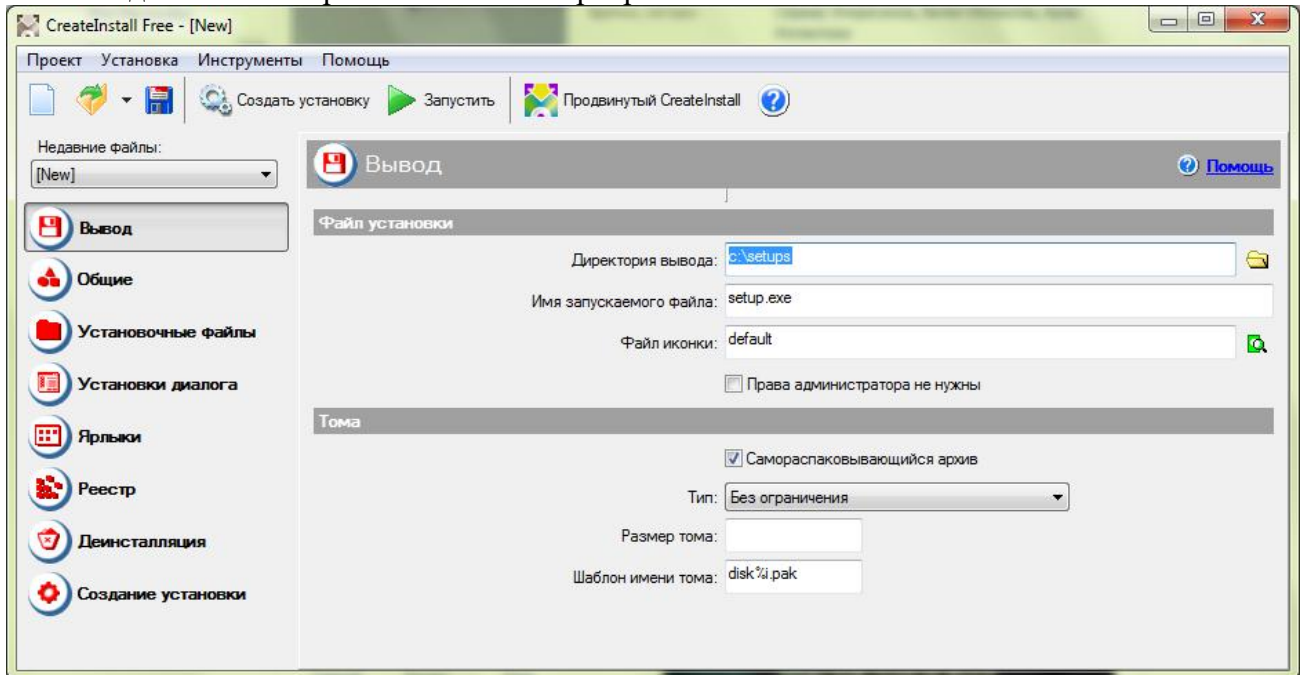 CreateInstall Free - [New]
Проект Установка Инструменты Помощь
Создать установку Запустить Продвинутый CreateInstall
Недавние файлы:
[New]
Вывод
Помощь
Вывод
Общие
Установочные файлы
Установки диалога
Ярлыки
Реестр
Деинсталляция
Создание установки
Файл установки
Директория вывода: c:\setups
Имя запускаемого файла: setup.exe
Файл иконки: default
Права администратора не нужны
Тома
Самораспаковывающийся архив
Тип: Без ограничения
Размер тома:
Шаблон имени тома: disk%i.pak